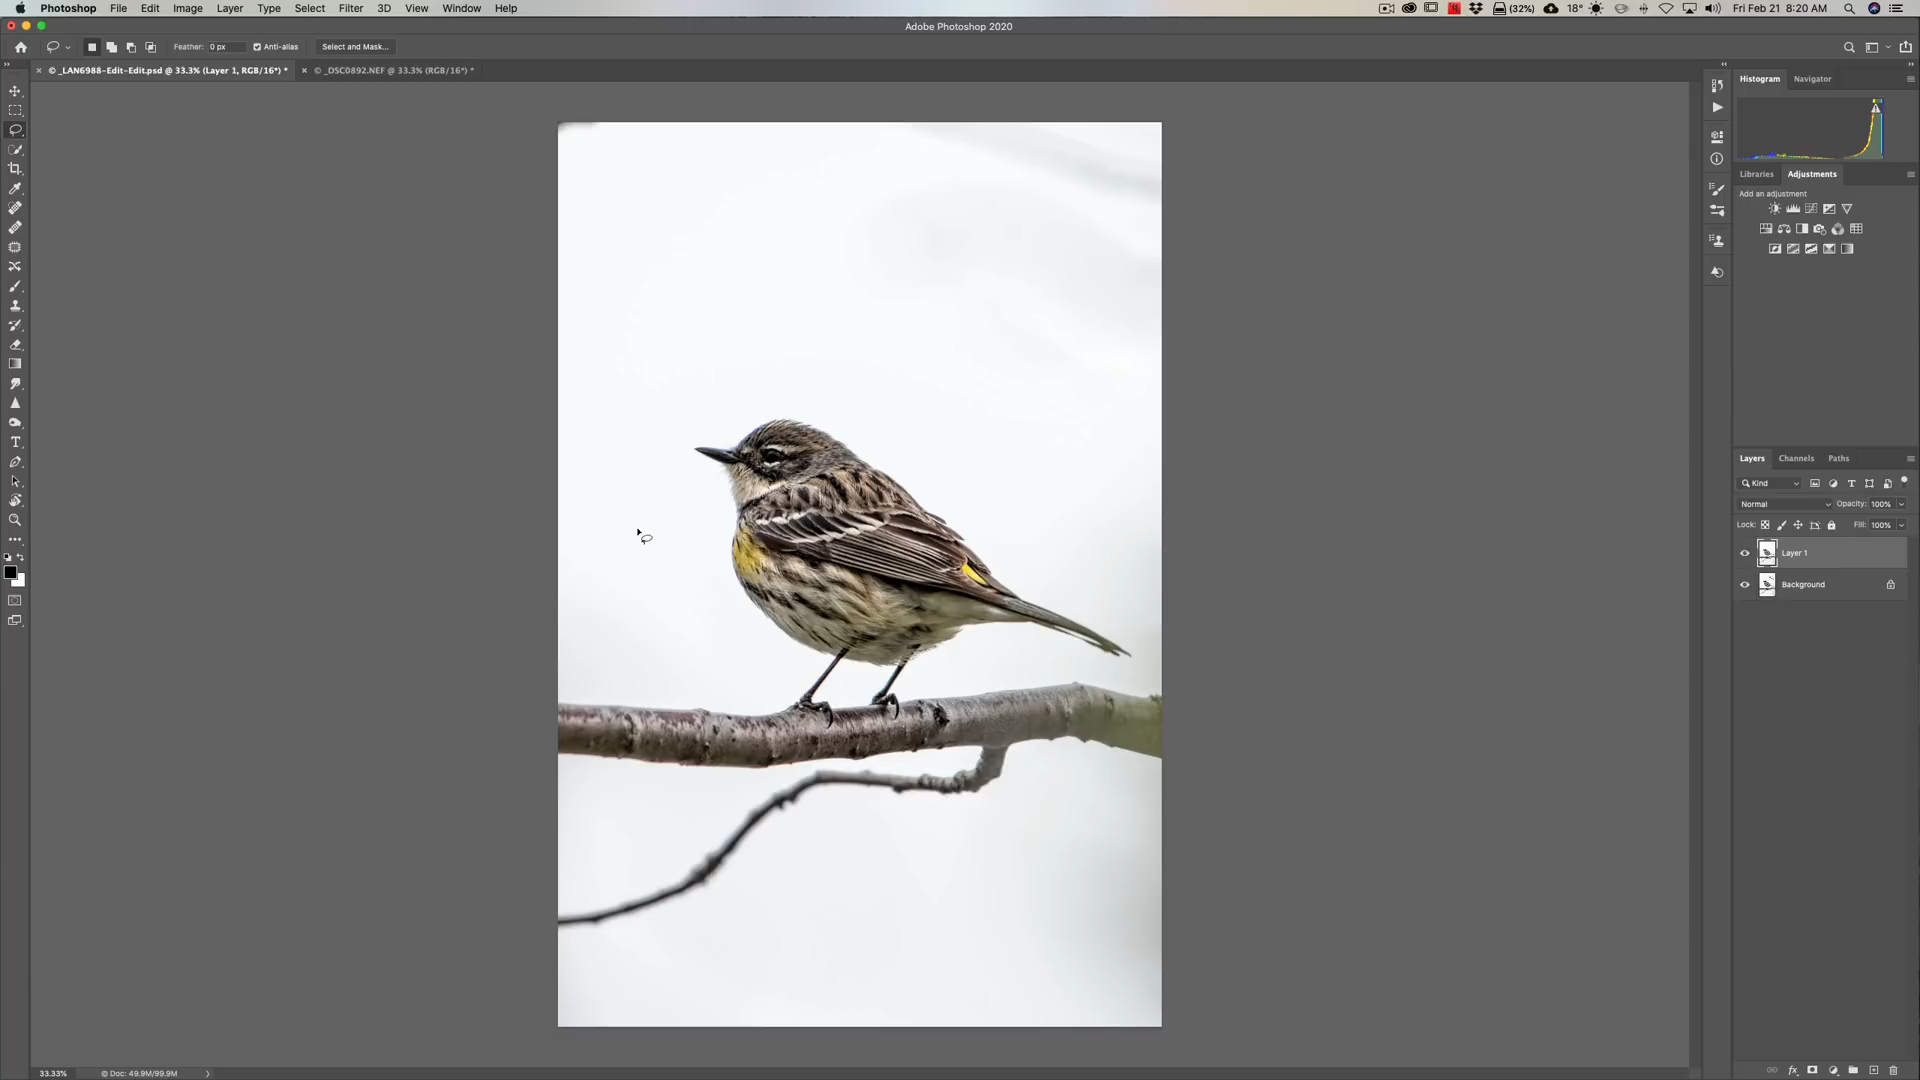 Photoshop File Edit Image Layer Type Select Filter 3D View Window Help (32%) 18° Fri Feb 21 8:20 AM
Adobe Photoshop 2020
Feather: 0 px Anti-alias Select and Mask...
© _LAN6988-Edit-Edit.psd @ 33.3% (Layer 1, RGB/16*) * © _DSC0892.NEF @ 33.3% (RGB/16*) *
Histogram Navigator
Libraries Adjustments
Add an adjustment
Layers Channels Paths
Kind
Normal Opacity: 100%
Lock: Fill: 100%
Layer 1
Background
33.33% Doc: 49.9M/99.9M